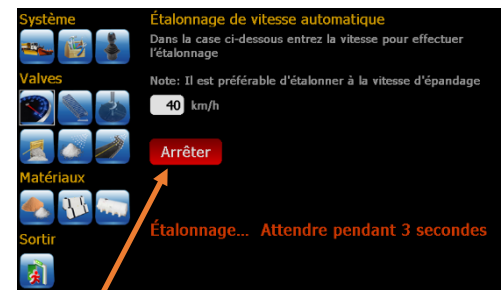 Système
Étalonnage de vitesse automatique
Dans la case ci-dessous entrez la vitesse pour effectuer
l'étalonnage
Valves
Note: Il est préférable d'étalonner à la vitesse d'épandage
40 km/h
Arrêter
Matériaux
Étalonnage... Attendre pendant 3 secondes
Sortir